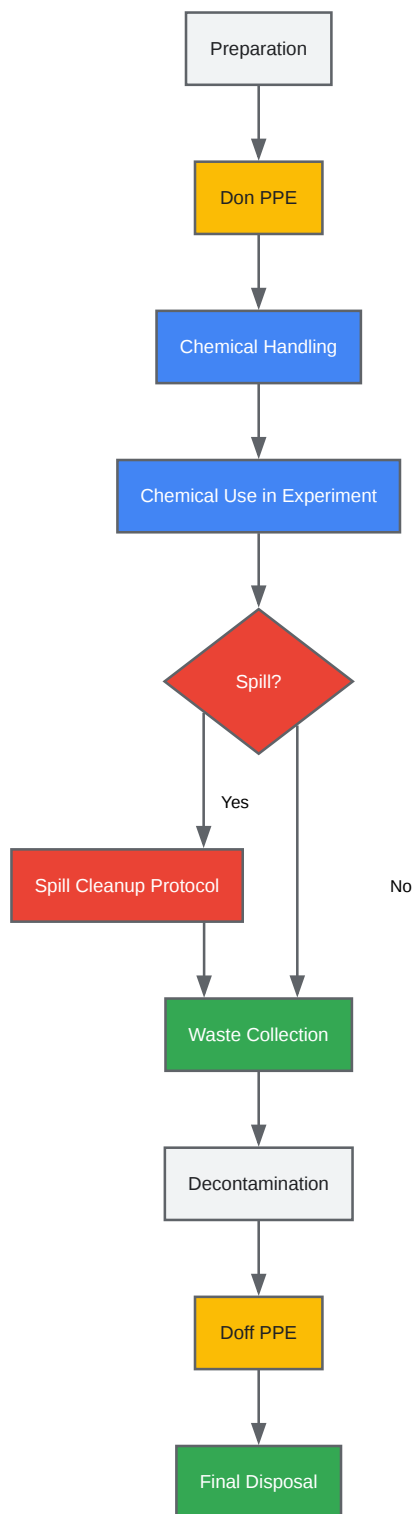 Preparation
Don PPE
Chemical Handling
Chemical Use in Experiment
Spill?
Yes
Spill Cleanup Protocol
No
Waste Collection
Decontamination
Doff PPE
Final Disposal